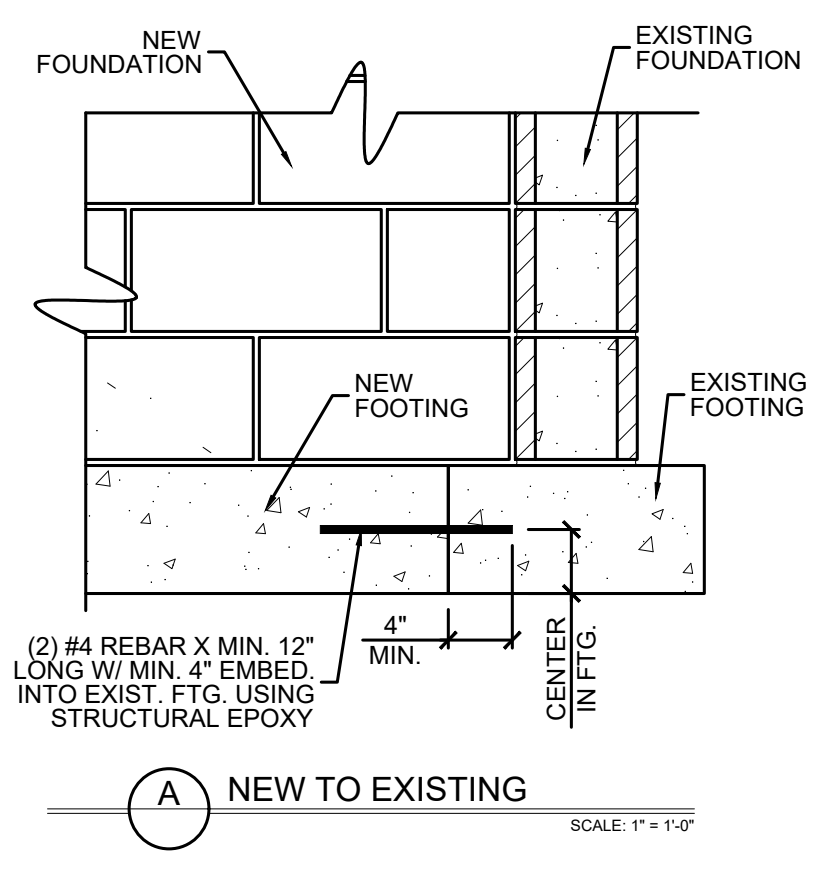 NEW
FOUNDATION
EXISTING
FOUNDATION
NEW
FOOTING
EXISTING
FOOTING
(2) #4 REBAR X MIN. 12"
LONG W/ MIN. 4" EMBED.
INTO EXIST. FTG. USING
STRUCTURAL EPOXY
4"
MIN.
CENTER
IN FTG.
A
NEW TO EXISTING
SCALE: 1" = 1'-0"